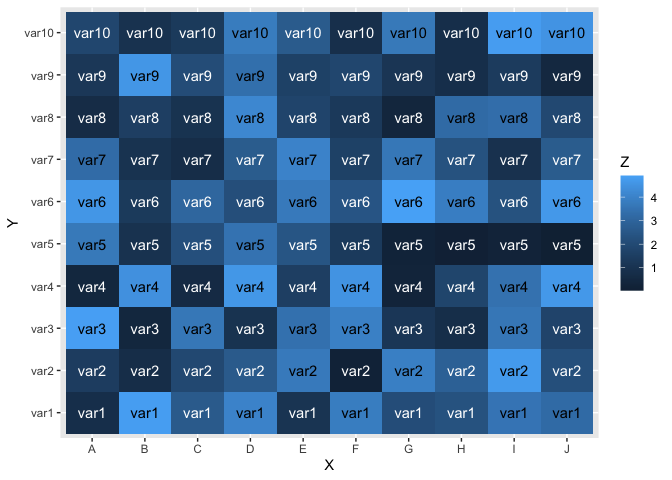 var10 var10 var10 var10 var10 var10 var10 var10 var10 var10 var10
var9 var9 var9 var9 var9 var9 var9 var9 var9 var9 var9
var8 var8 var8 var8 var8 var8 var8 var8 var8 var8 var8
var7 var7 var7 var7 var7 var7 var7 var7 var7 var7 var7
var6 var6 var6 var6 var6 var6 var6 var6 var6 var6 var6
var5 var5 var5 var5 var5 var5 var5 var5 var5 var5 var5
var4 var4 var4 var4 var4 var4 var4 var4 var4 var4 var4
var3 var3 var3 var3 var3 var3 var3 var3 var3 var3 var3
var2 var2 var2 var2 var2 var2 var2 var2 var2 var2 var2
var1 var1 var1 var1 var1 var1 var1 var1 var1 var1 var1
A B C D E F G H I J
X
Y
Z
4
3
2
1